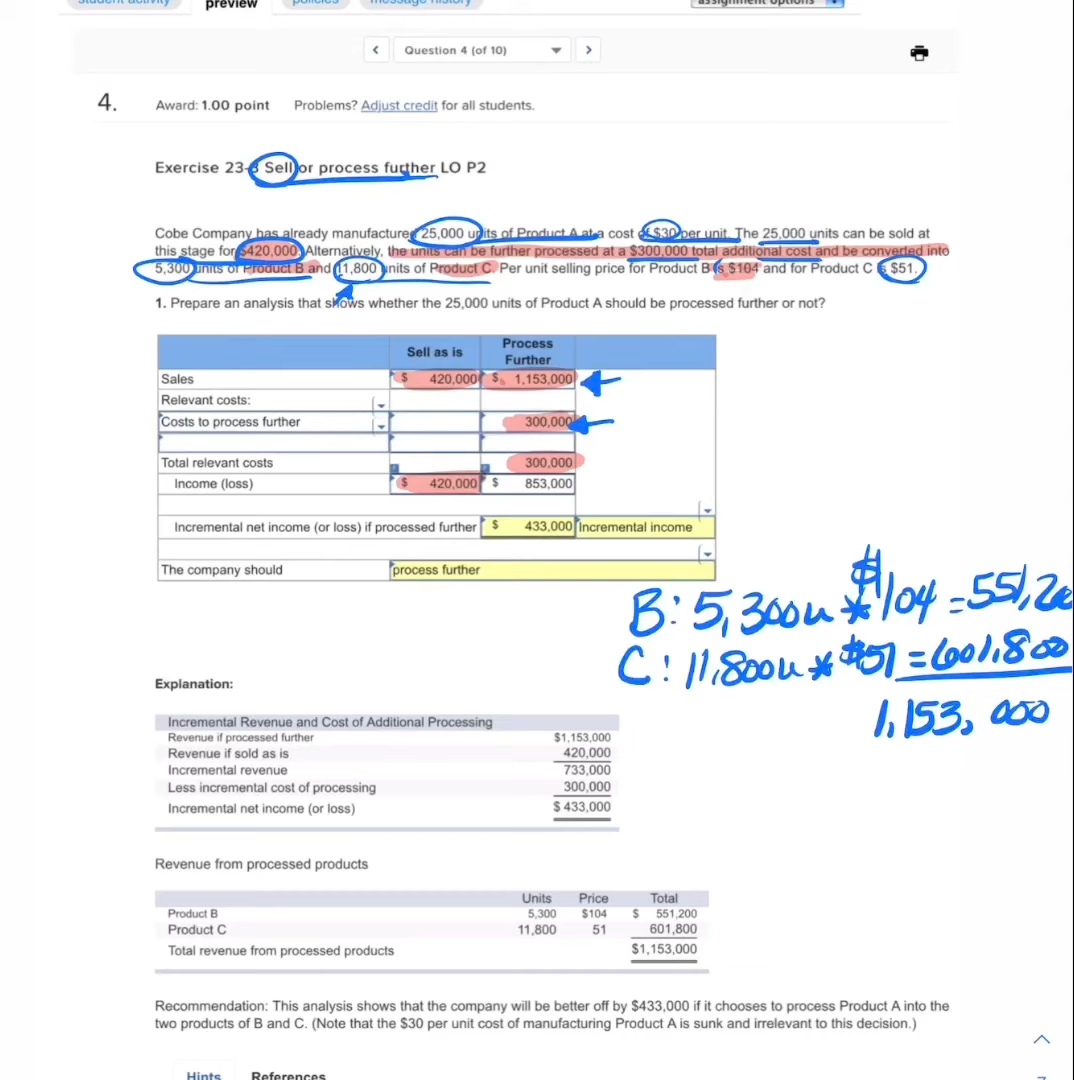 preview
Question 4 (of 10)
4. Award: 1.00 point Problems? Adjust credit for all students.
Exercise 23-3 Sell or process further LO P2
Cobe Company has already manufactured 25,000 units of Product A at a cost of $30 per unit. The 25,000 units can be sold at
this stage for $420,000. Alternatively, the units can be further processed at a $300,000 total additional cost and be converted into
5,300 units of Product B and 11,800 units of Product C. Per unit selling price for Product B is $104 and for Product C is $51.
1. Prepare an analysis that shows whether the 25,000 units of Product A should be processed further or not?
Sell as is Process Further
Sales $ 420,000 $ 1,153,000
Relevant costs:
Costs to process further 300,000
Total relevant costs 300,000
Income (loss) $ 420,000 $ 853,000
Incremental net income (or loss) if processed further $ 433,000 Incremental income
The company should process further
B: 5,300u * $104 =
C: 11,800u * $51 = 601,800
1,153,000
Explanation:
Incremental Revenue and Cost of Additional Processing
Revenue if processed further $1,153,000
Revenue if sold as is 420,000
Incremental revenue 733,000
Less incremental cost of processing 300,000
Incremental net income (or loss) $ 433,000
Revenue from processed products
Units Price Total
Product B 5,300 $104 $ 551,200
Product C 11,800 51 601,800
Total revenue from processed products $1,153,000
Recommendation: This analysis shows that the company will be better off by $433,000 if it chooses to process Product A into the
two products of B and C. (Note that the $30 per unit cost of manufacturing Product A is sunk and irrelevant to this decision.)
Hints References